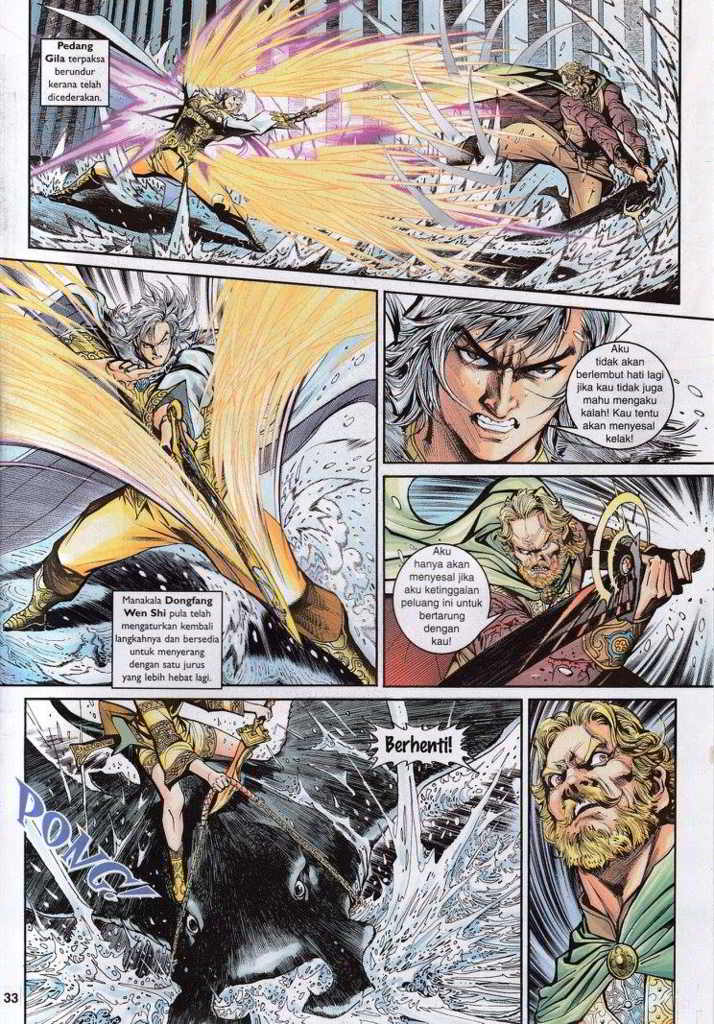 Pedang
Gila terpaksa
berundur
kerana telah
dicederakan.
Aku
tidak akan
berlembut hati lagi
jika kau tidak juga
mahu mengaku
kalah! Kau tentu
akan menyesal
kelak!
Manakala Dongfang
Wen Shi pula telah
mengaturkan kembali
langkahnya dan bersedia
untuk menyerang
dengan satu jurus
yang lebih hebat lagi.
Aku
hanya akan
menyesal jika
aku ketinggalan
peluang ini untuk
bertarung
dengan
kau!
Berhenti!
PONG!
33